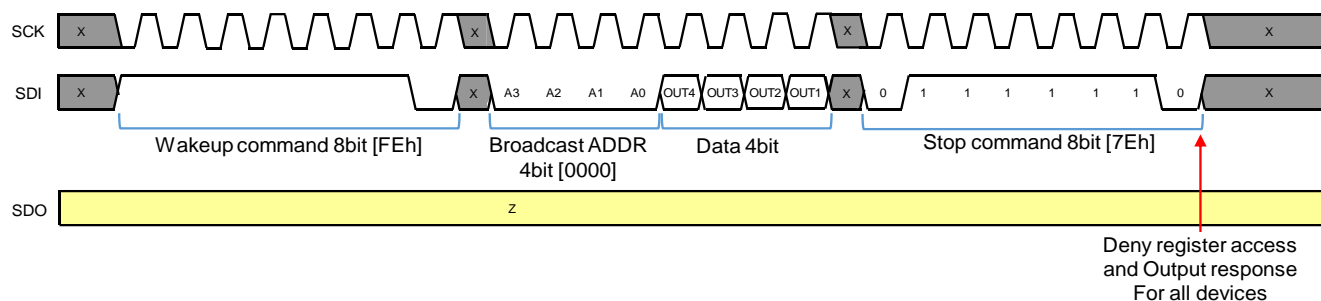 SCK X X X X
SDI X X A3 A2 A1 A0 OUT4 OUT3 OUT2 OUT1 X 0 1 1 1 1 1 1 0 X
Wakeup command 8bit [FEh]
Broadcast ADDR
4bit [0000]
Data 4bit
Stop command 8bit [7Eh]
SDO Z
Deny register access
and Output response
For all devices